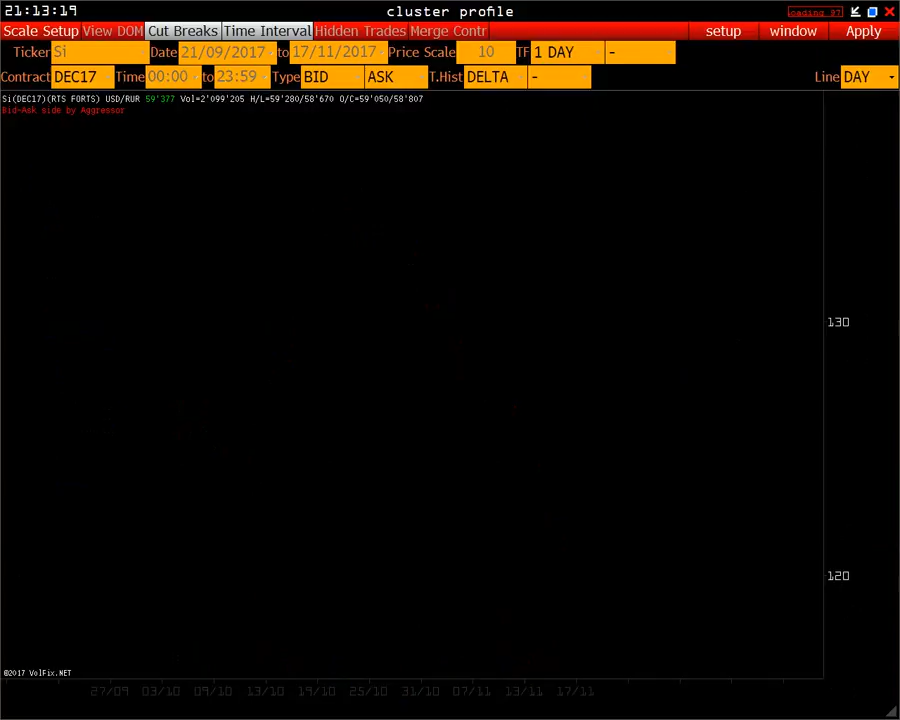 21:13:19 cluster profile oading 97
Scale Setup View DOM Cut Breaks Time Interval Hidden Trades Merge Contr setup window Apply
Ticker Si Date 21/09/2017 to 17/11/2017 Price Scale 10 TF 1 DAY -
Contract DEC17 Time 00:00 to 23:59 Type BID ASK T.Hist DELTA - Line DAY
Si(DEC17)(RTS FORTS) USD/RUR 59'377 Vol=2'099'205 H/L=59'280/58'670 O/C=59'050/58'807
Bid-Ask side by Aggressor
130
120
©2017 VolFix.NET
27/09 03/10 09/10 13/10 19/10 25/10 31/10 07/11 13/11 17/11